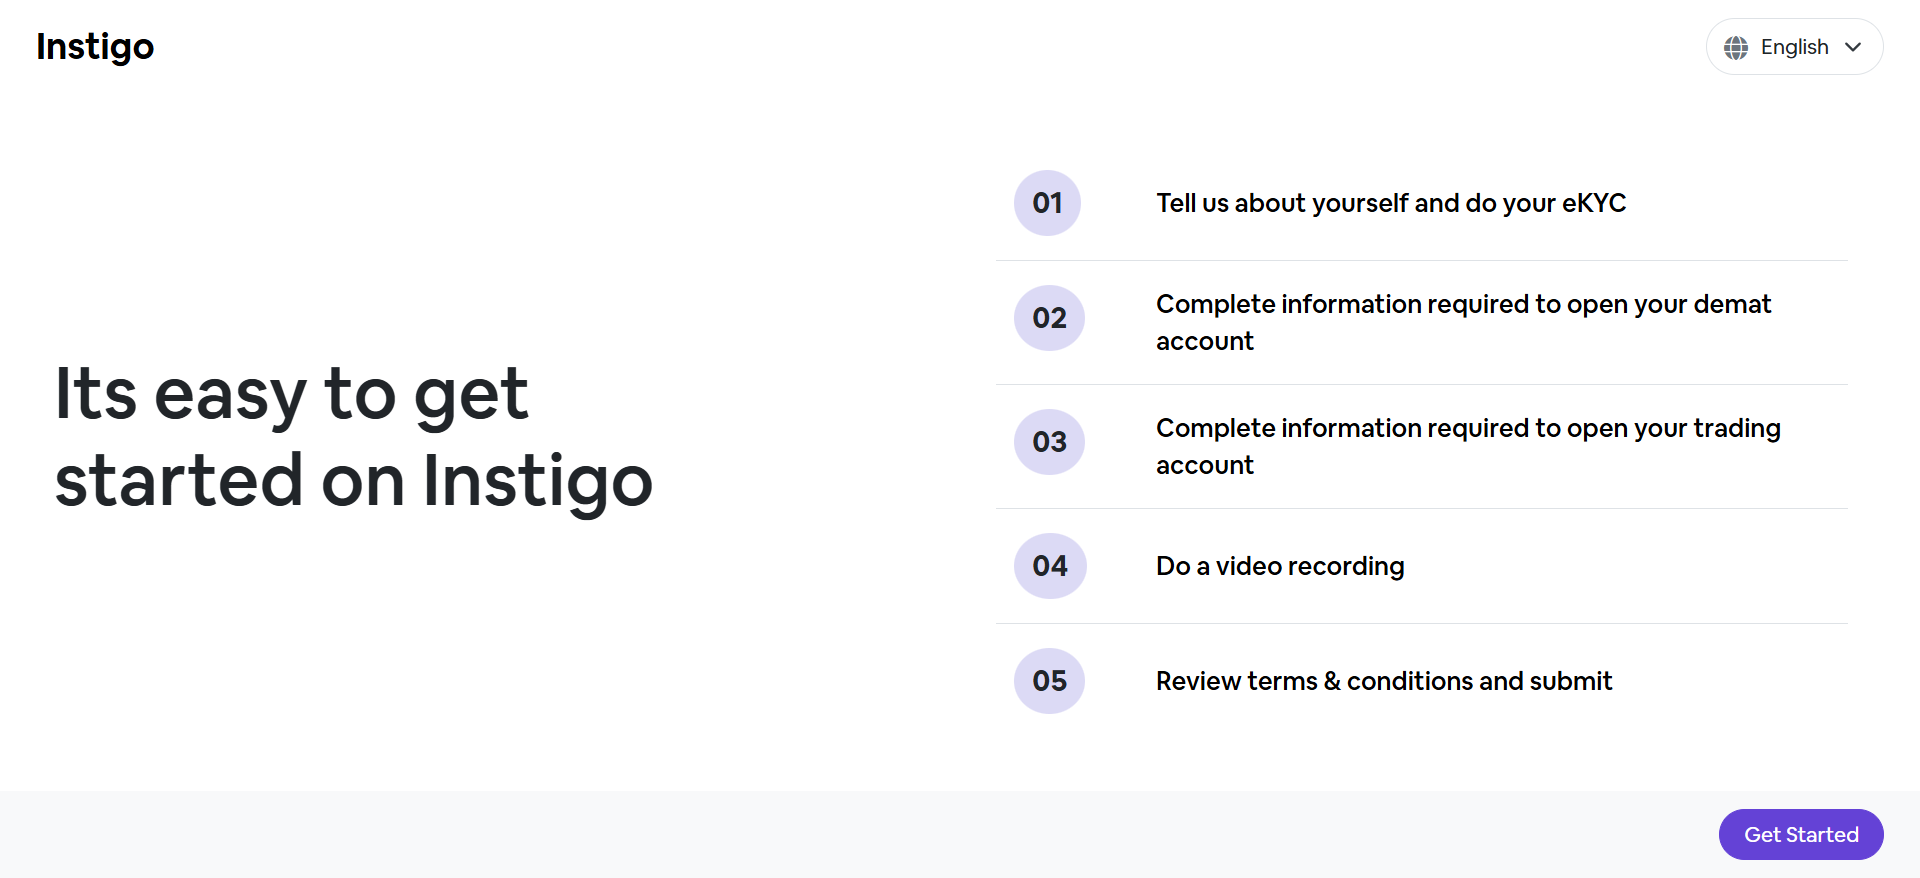 Instigo
English
Its easy to get
started on Instigo
01
Tell us about yourself and do your eKYC
02
Complete information required to open your demat
account
03
Complete information required to open your trading
account
04
Do a video recording
05
Review terms & conditions and submit
Get Started